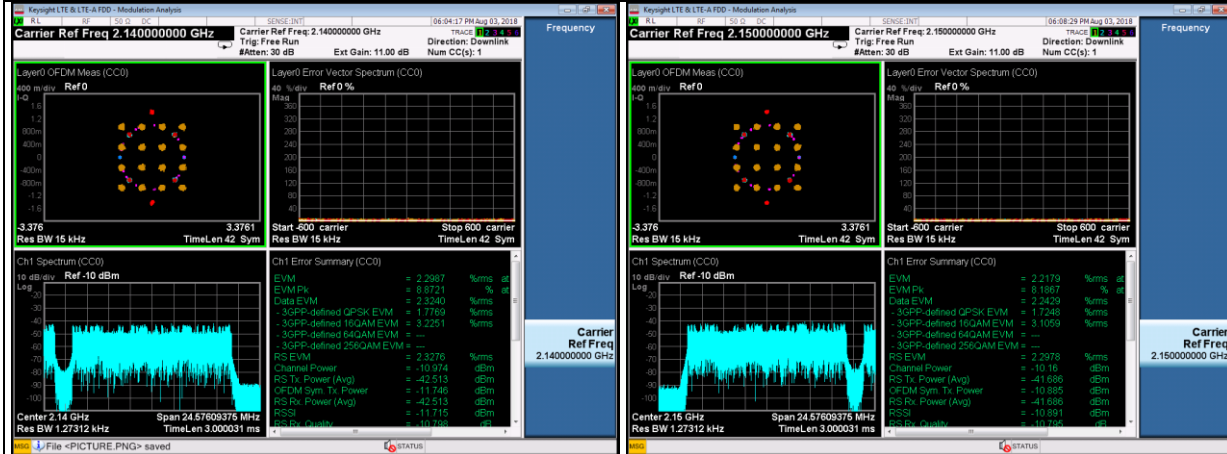 Keysight LTE & LTE-A FDD - Modulation Analysis
RL RF 50 Ω DC SENSE:INT 06:04:17 PM Aug 03, 2018
Carrier Ref Freq 2.140000000 GHz
Carrier Ref Freq: 2.140000000 GHz
TRACE 1 2 3 4 5 6
Trig: Free Run
Direction: Downlink
#Atten: 30 dB
Ext Gain: 11.00 dB
Num CC(s): 1
Frequency
Layer0 OFDM Meas (CC0)
400 m/div Ref 0
I-Q
1.6
1.2
800m
400m
0
-400m
-800m
-1.2
-1.6
-3.376 3.3761
Res BW 15 kHz TimeLen 42 Sym
Layer0 Error Vector Spectrum (CC0)
40 %/div Ref 0 %
Mag
360
320
280
240
200
160
120
80
40
Start -600 carrier Stop 600 carrier
Res BW 15 kHz TimeLen 42 Sym
Ch1 Spectrum (CC0)
10 dB/div Ref -10 dBm
Log
-20
-30
-40
-50
-60
-70
-80
-90
-100
Center 2.14 GHz Span 24.57609375 MHz
Res BW 1.27312 kHz TimeLen 3.000031 ms
Ch1 Error Summary (CC0)
EVM = 2.2987 %rms at
EVM Pk = 8.8721 % at
Data EVM = 2.3240 %rms
- 3GPP-defined QPSK EVM = 1.7769 %rms
- 3GPP-defined 16QAM EVM = 3.2251 %rms
- 3GPP-defined 64QAM EVM = ---
- 3GPP-defined 256QAM EVM = ---
RS EVM = 2.3276 %rms
Channel Power = -10.974 dBm
RS Tx. Power (Avg) = -42.513 dBm
OFDM Sym. Tx. Power = -11.746 dBm
RS Rx. Power (Avg) = -42.513 dBm
RSSI = -11.715 dBm
RS Rx. Quality = -10.798 dB
Carrier
Ref Freq
2.140000000 GHz
MSG File <PICTURE.PNG> saved STATUS
Keysight LTE & LTE-A FDD - Modulation Analysis
RL RF 50 Ω DC SENSE:INT 06:08:29 PM Aug 03, 2018
Carrier Ref Freq 2.150000000 GHz
Carrier Ref Freq: 2.150000000 GHz
TRACE 1 2 3 4 5 6
Trig: Free Run
Direction: Downlink
#Atten: 30 dB
Ext Gain: 11.00 dB
Num CC(s): 1
Frequency
Layer0 OFDM Meas (CC0)
400 m/div Ref 0
I-Q
1.6
1.2
800m
400m
0
-400m
-800m
-1.2
-1.6
-3.376 3.3761
Res BW 15 kHz TimeLen 42 Sym
Layer0 Error Vector Spectrum (CC0)
40 %/div Ref 0 %
Mag
360
320
280
240
200
160
120
80
40
Start -600 carrier Stop 600 carrier
Res BW 15 kHz TimeLen 42 Sym
Ch1 Spectrum (CC0)
10 dB/div Ref -10 dBm
Log
-20
-30
-40
-50
-60
-70
-80
-90
-100
Center 2.15 GHz Span 24.57609375 MHz
Res BW 1.27312 kHz TimeLen 3.000031 ms
Ch1 Error Summary (CC0)
EVM = 2.2179 %rms at
EVM Pk = 8.1867 % at
Data EVM = 2.2429 %rms
- 3GPP-defined QPSK EVM = 1.7248 %rms
- 3GPP-defined 16QAM EVM = 3.1059 %rms
- 3GPP-defined 64QAM EVM = ---
- 3GPP-defined 256QAM EVM = ---
RS EVM = 2.2978 %rms
Channel Power = -10.16 dBm
RS Tx. Power (Avg) = -41.686 dBm
OFDM Sym. Tx. Power = -10.885 dBm
RS Rx. Power (Avg) = -41.686 dBm
RSSI = -10.891 dBm
RS Rx. Quality = -10.795 dB
Carrier
Ref Freq
2.150000000 GHz
MSG STATUS